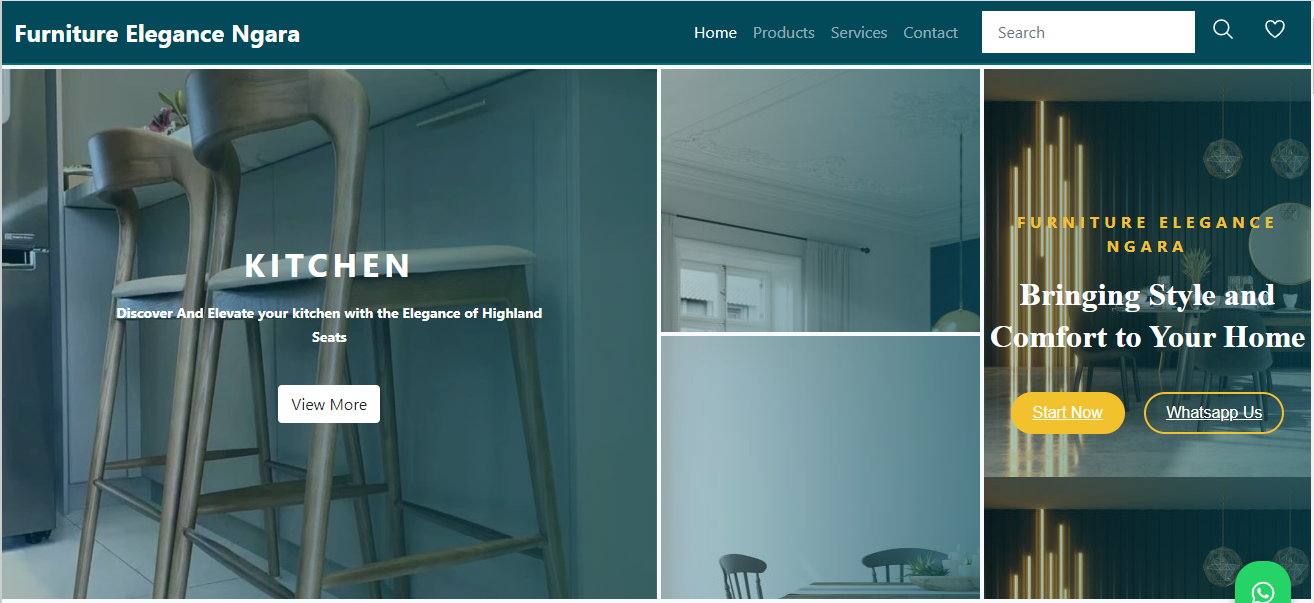 Furniture Elegance Ngara
Home Products Services Contact Search
KITCHEN
Discover And Elevate your kitchen with the Elegance of Highland
Seats
View More
FURNITURE ELEGANCE
NGARA
Bringing Style and
Comfort to Your Home
Start Now Whatsapp Us